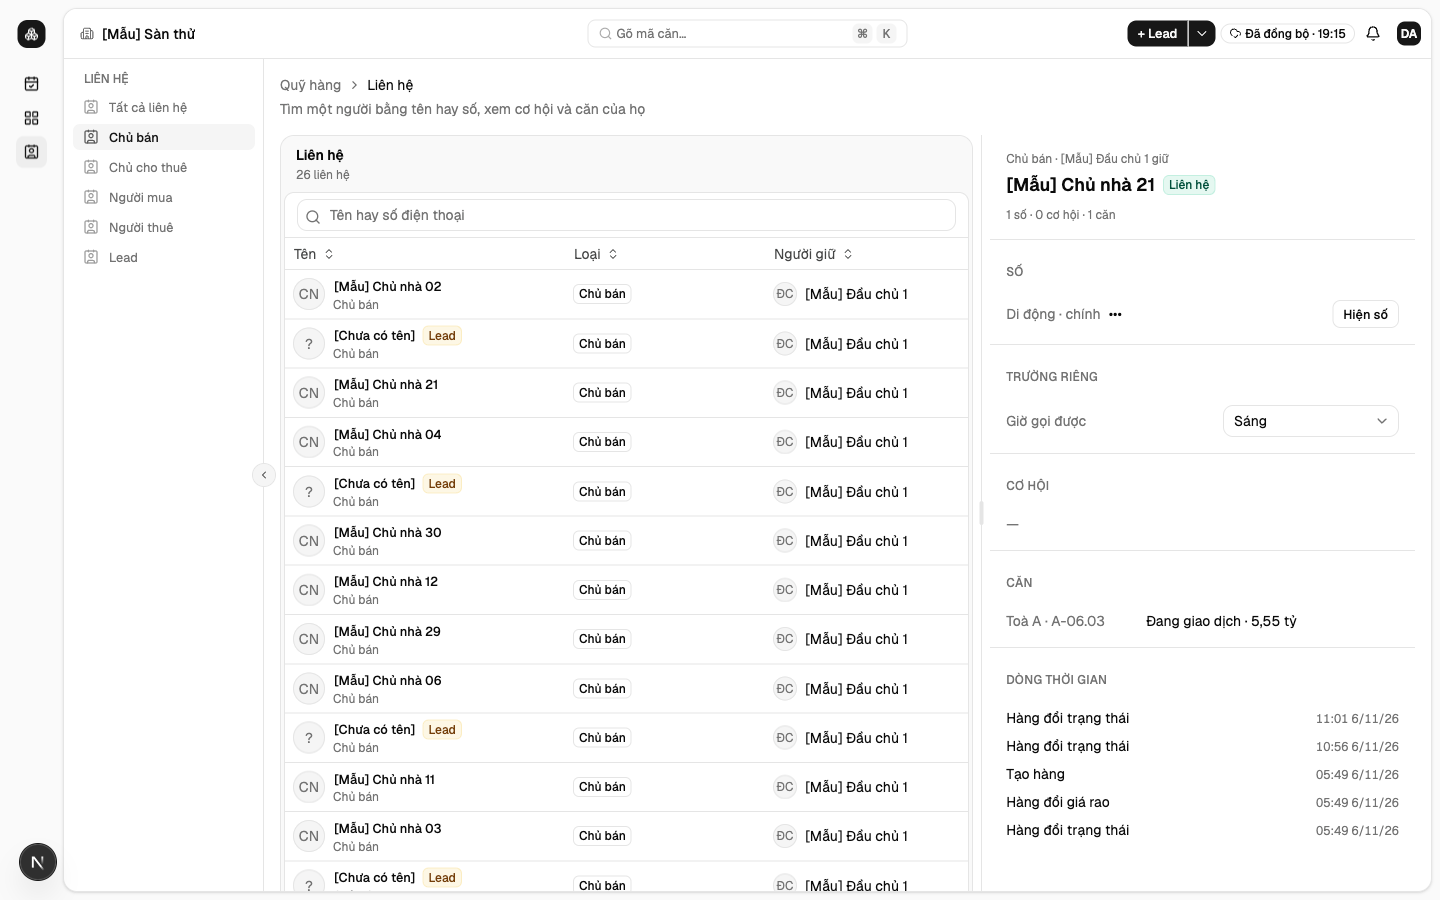 [Mẫu] Sàn thử
Gõ mã căn...
⌘ K
+ Lead
Đã đồng bộ · 19:15
DA
LIÊN HỆ
Tất cả liên hệ
Chủ bán
Chủ cho thuê
Người mua
Người thuê
Lead
N
Quỹ hàng > Liên hệ
Tìm một người bằng tên hay số, xem cơ hội và căn của họ
Liên hệ
26 liên hệ
Tên hay số điện thoại
Tên Loại Người giữ
CN [Mẫu] Chủ nhà 02 Chủ bán ĐC [Mẫu] Đầu chủ 1
Chủ bán
? [Chưa có tên] Lead Chủ bán ĐC [Mẫu] Đầu chủ 1
Chủ bán
CN [Mẫu] Chủ nhà 21 Chủ bán ĐC [Mẫu] Đầu chủ 1
Chủ bán
CN [Mẫu] Chủ nhà 04 Chủ bán ĐC [Mẫu] Đầu chủ 1
Chủ bán
? [Chưa có tên] Lead Chủ bán ĐC [Mẫu] Đầu chủ 1
Chủ bán
CN [Mẫu] Chủ nhà 30 Chủ bán ĐC [Mẫu] Đầu chủ 1
Chủ bán
CN [Mẫu] Chủ nhà 12 Chủ bán ĐC [Mẫu] Đầu chủ 1
Chủ bán
CN [Mẫu] Chủ nhà 29 Chủ bán ĐC [Mẫu] Đầu chủ 1
Chủ bán
CN [Mẫu] Chủ nhà 06 Chủ bán ĐC [Mẫu] Đầu chủ 1
Chủ bán
? [Chưa có tên] Lead Chủ bán ĐC [Mẫu] Đầu chủ 1
Chủ bán
CN [Mẫu] Chủ nhà 11 Chủ bán ĐC [Mẫu] Đầu chủ 1
Chủ bán
CN [Mẫu] Chủ nhà 03 Chủ bán ĐC [Mẫu] Đầu chủ 1
Chủ bán
? [Chưa có tên] Lead Chủ bán ĐC [Mẫu] Đầu chủ 1
Chủ bán · [Mẫu] Đầu chủ 1 giữ
[Mẫu] Chủ nhà 21 Liên hệ
1 số · 0 cơ hội · 1 căn
SỐ
Di động · chính ••• Hiện số
TRƯỜNG RIÊNG
Giờ gọi được Sáng
CƠ HỘI
—
CĂN
Toà A · A-06.03 Đang giao dịch · 5,55 tỷ
DÒNG THỜI GIAN
Hàng đổi trạng thái 11:01 6/11/26
Hàng đổi trạng thái 10:56 6/11/26
Tạo hàng 05:49 6/11/26
Hàng đổi giá rao 05:49 6/11/26
Hàng đổi trạng thái 05:49 6/11/26